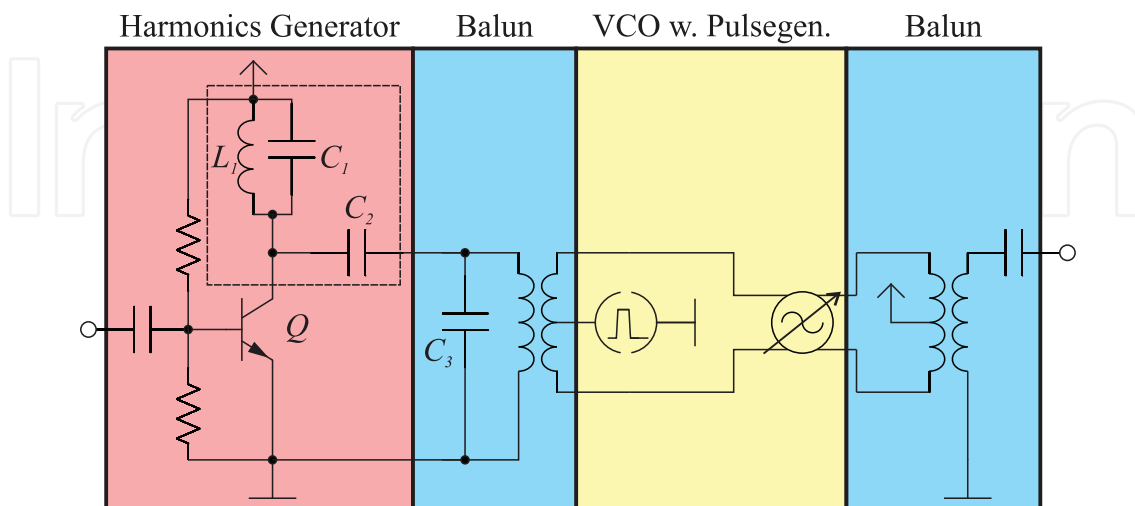 Harmonics Generator
Balun
VCO w. Pulsegen.
Balun
L₁
C₁
C₂
Q
C₃